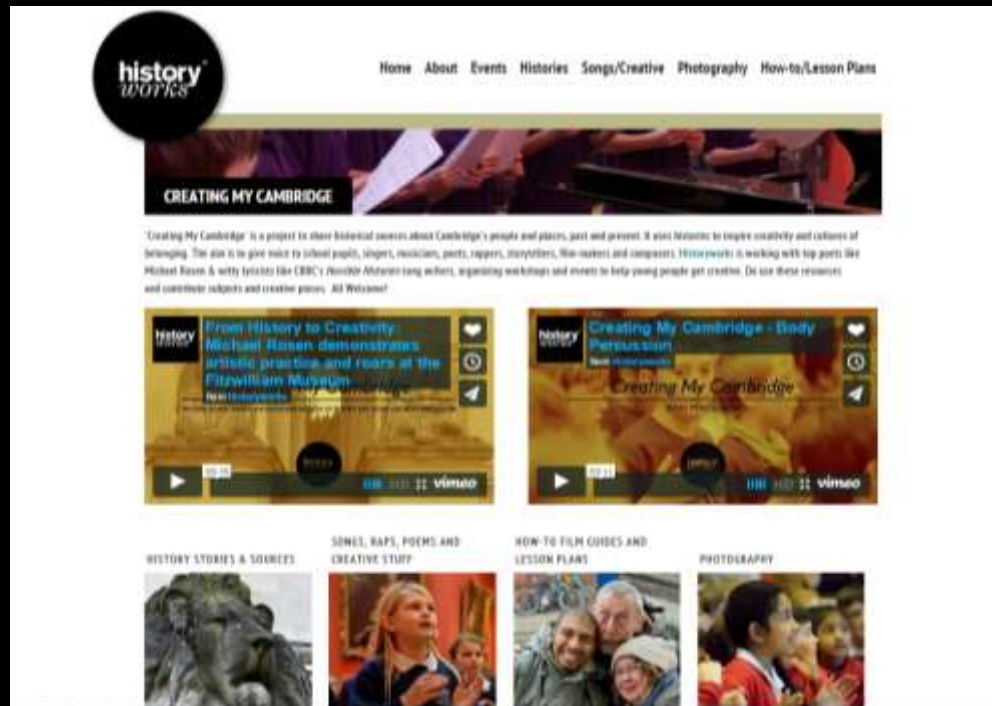 history
works
Home About Events Histories Songs/Creative Photography How-to/Lesson Plans
CREATING MY CAMBRIDGE
'Creating My Cambridge' is a project to share historical sources about Cambridge's people and places, past and present. It uses histories to inspire creativity and cultures of
belonging. The aim is to give voice to school pupils, singers, musicians, poets, rappers, storytellers, film-makers and composers. Historyworks is working with top poets like
Michael Rosen & witty lyricists like CBBC's Horrible Histories song writers, organising workshops and events to help young people get creative. Do use these resources
and contribute subjects and creative pieces. All Welcome!
history
From History to Creativity:
Michael Rosen demonstrates
artistic practice and roars at the
Fitzwilliam Museum
from Historyworks
My Cambridge
HD
vimeo
history
Creating My Cambridge - Body
Percussion
from Historyworks
Creating My Cambridge
HD
vimeo
HISTORY STORIES & SOURCES
SONGS, RAPS, POEMS AND
CREATIVE STUFF
HOW-TO FILM GUIDES AND
LESSON PLANS
PHOTOGRAPHY